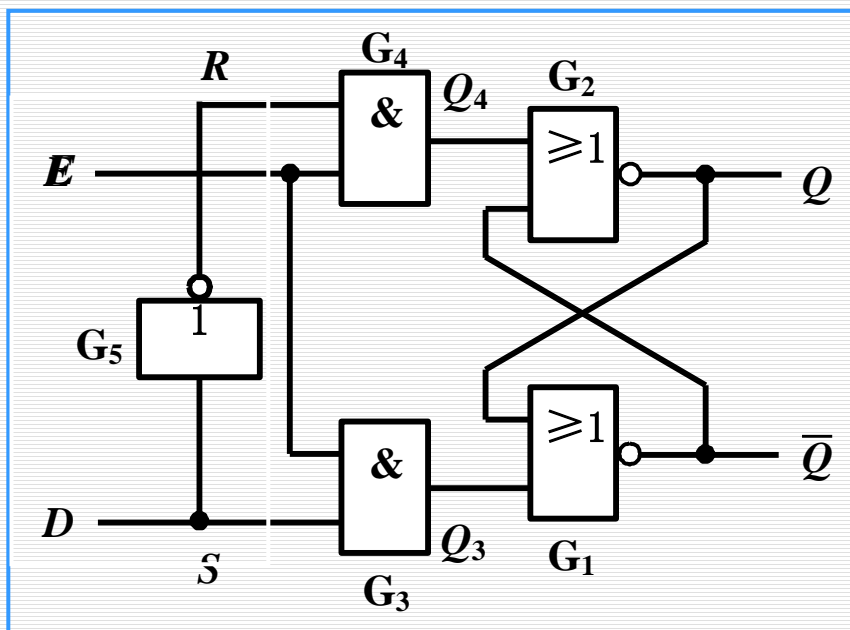 R
G₄
Q₄
G₂
&
≥1
E
Q
1
G₅
≥1
&
Q̅
D
Q₃
S
G₁
G₃